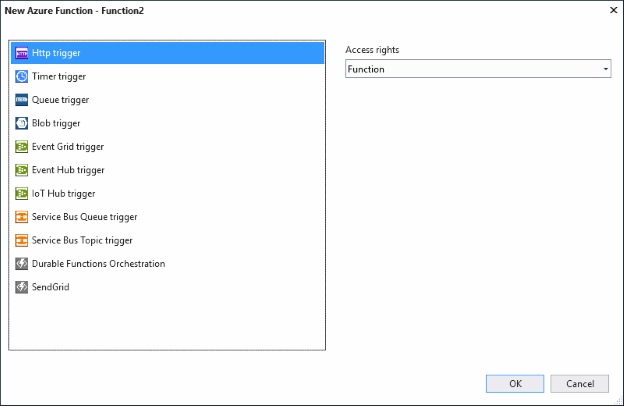 New Azure Function - Function2
Http trigger
Timer trigger
Queue trigger
Blob trigger
Event Grid trigger
Event Hub trigger
IoT Hub trigger
Service Bus Queue trigger
Service Bus Topic trigger
Durable Functions Orchestration
SendGrid
Access rights
Function
OK
Cancel